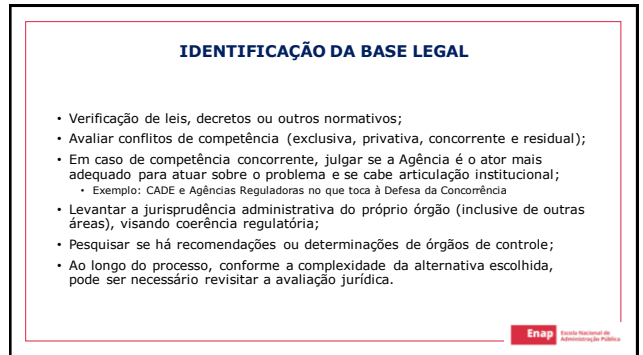 IDENTIFICAÇÃO DA BASE LEGAL
• Verificação de leis, decretos ou outros normativos;
• Avaliar conflitos de competência (exclusiva, privativa, concorrente e residual);
• Em caso de competência concorrente, julgar se a Agência é o ator mais
adequado para atuar sobre o problema e se cabe articulação institucional;
• Exemplo: CADE e Agências Reguladoras no que toca à Defesa da Concorrência
• Levantar a jurisprudência administrativa do próprio órgão (inclusive de outras
áreas), visando coerência regulatória;
• Pesquisar se há recomendações ou determinações de órgãos de controle;
• Ao longo do processo, conforme a complexidade da alternativa escolhida,
pode ser necessário revisitar a avaliação jurídica.
Enap Escola Nacional de
Administração Pública